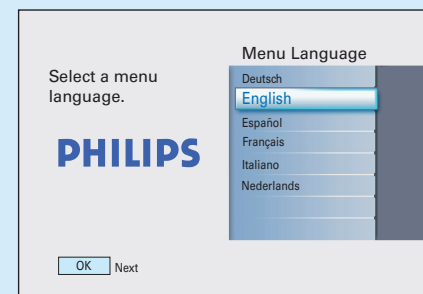 Menu Language
Select a menu
language.
Deutsch
English
Español
Français
Italiano
Nederlands
PHILIPS
OK Next